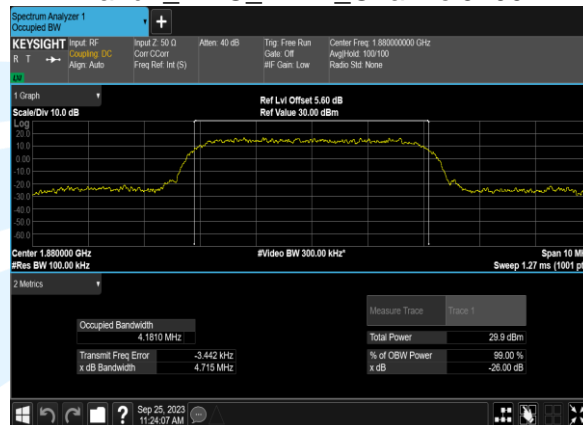 Spectrum Analyzer 1
Occupied BW
+
KEYSIGHT Input: RF Input Z: 50 Ω Atten: 40 dB Trig: Free Run Center Freq: 1.880000000 GHz
R T Coupling: DC Corr CCorr Gate: Off Avg|Hold: 100/100
Align: Auto Freq Ref: Int (S) #IF Gain: Low Radio Std: None
1 Graph
Ref Lvl Offset 5.60 dB
Scale/Div 10.0 dB Ref Value 30.00 dBm
Log
20.0
10.0
0.00
-10.0
-20.0
-30.0
-40.0
-50.0
-60.0
Center 1.880000 GHz #Video BW 300.00 kHz* Span 10 M
#Res BW 100.00 kHz Sweep 1.27 ms (1001 pt
2 Metrics
Measure Trace Trace 1
Occupied Bandwidth
4.1810 MHz Total Power 29.9 dBm
Transmit Freq Error -3.442 kHz % of OBW Power 99.00 %
x dB Bandwidth 4.715 MHz x dB -26.00 dB
? Sep 25, 2023
11:24:07 AM